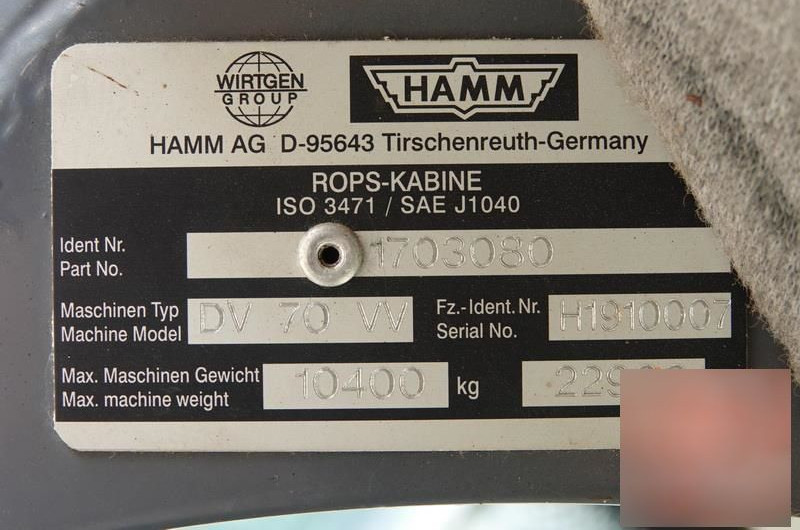 WIRTGEN
GROUP
HAMM
HAMM AG D-95643 Tirschenreuth-Germany
ROPS-KABINE
ISO 3471 / SAE J1040
Ident Nr.
Part No.
1703080
Maschinen Typ
Machine Model
DV 70 VV
Fz.-Ident. Nr.
Serial No.
H1910007
Max. Maschinen Gewicht
Max. machine weight
10400 kg